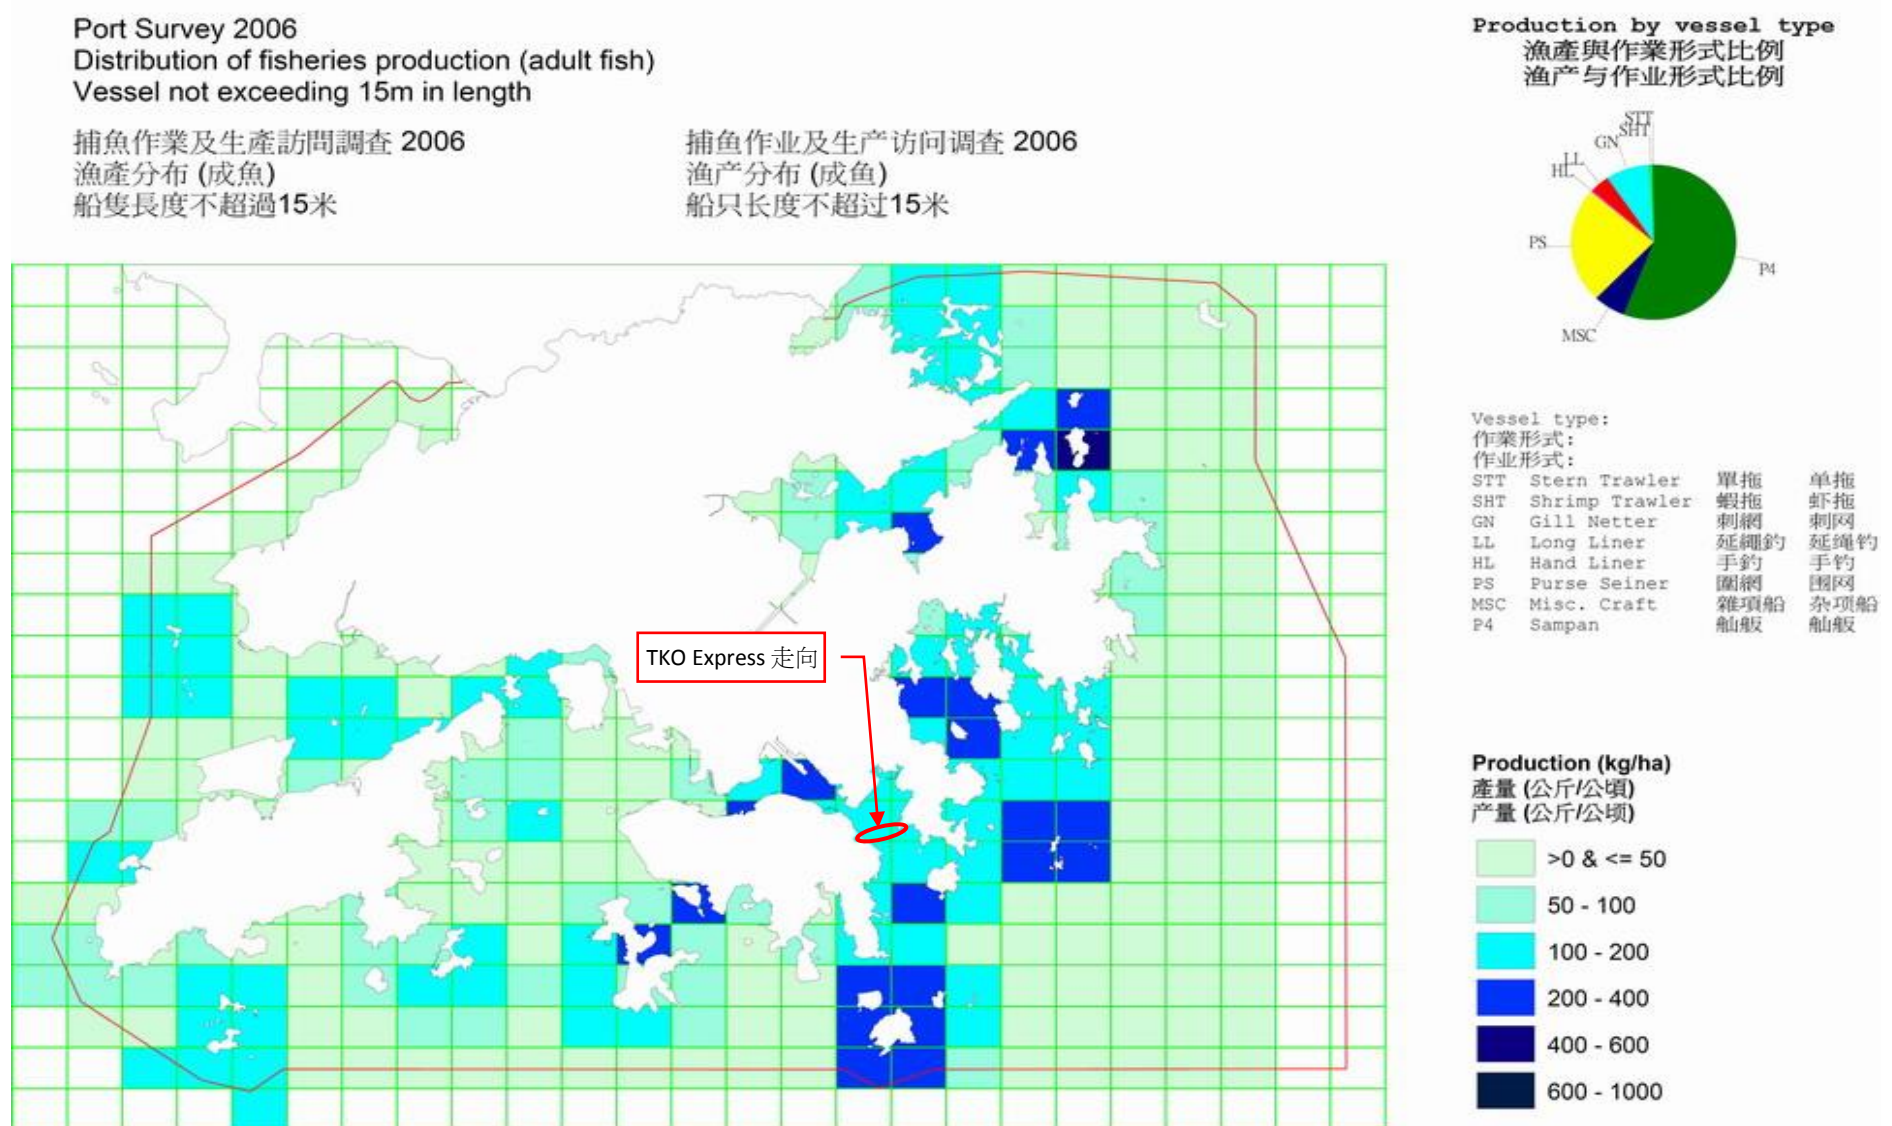 Port Survey 2006
Distribution of fisheries production (adult fish)
Vessel not exceeding 15m in length
捕魚作業及生產訪問調查 2006
漁產分布 (成魚)
船隻長度不超過15米
捕鱼作业及生产访问调查 2006
渔产分布 (成鱼)
船只长度不超过15米
Production by vessel type
漁產與作業形式比例
渔产与作业形式比例
STT
SHT
GN
LL
HL
PS
P4
MSC
Vessel type:
作業形式:
作业形式:
STT Stern Trawler 單拖 单拖
SHT Shrimp Trawler 蝦拖 虾拖
GN Gill Netter 刺網 刺网
LL Long Liner 延繩釣 延绳钓
HL Hand Liner 手釣 手钓
PS Purse Seiner 圍網 围网
MSC Misc. Craft 雜項船 杂项船
P4 Sampan 舢舨 舢舨
TKO Express 走向
Production (kg/ha)
產量 (公斤/公頃)
产量 (公斤/公顷)
>0 & <= 50
50 - 100
100 - 200
200 - 400
400 - 600
600 - 1000